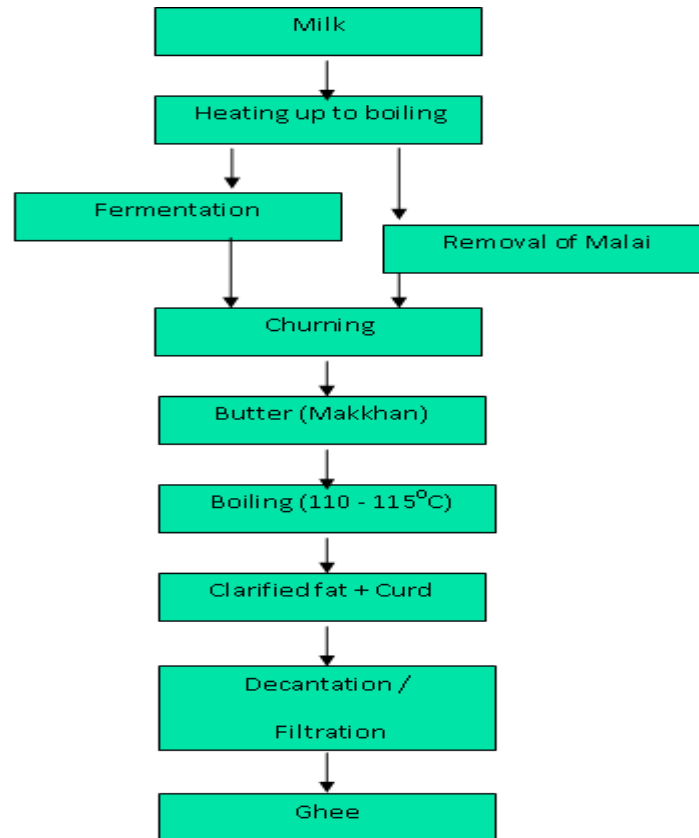 Milk
Heating up to boiling
Fermentation
Removal of Malai
Churning
Butter (Makkhan)
Boiling (110 - 115°C)
Clarified fat + Curd
Decantation /
Filtration
Ghee